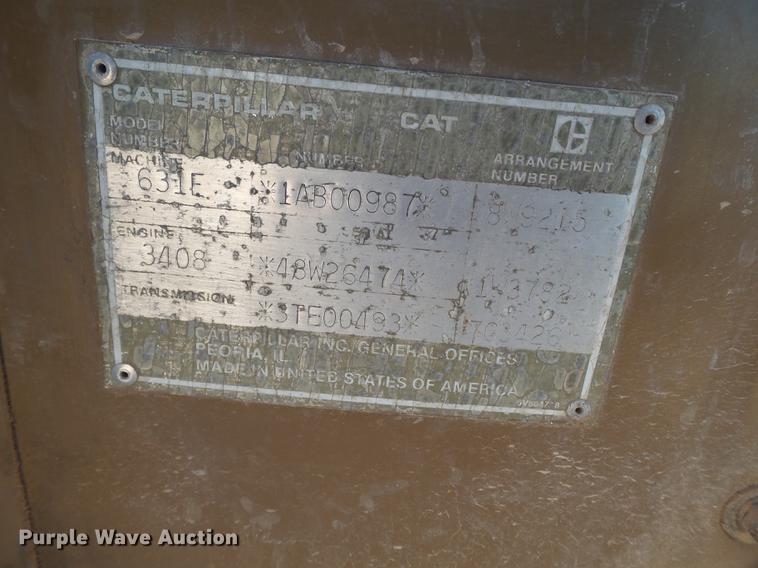 CATERPILLAR CAT
MODEL
NUMBER NUMBER ARRANGEMENT
NUMBER
MACHINE
631E *1AB00987*
ENGINE
3408 *48W26474*
TRANSMISSION *3TE00493*
CATERPILLAR INC. GENERAL OFFICES
PEORIA, IL
MADE IN UNITED STATES OF AMERICA
Purple Wave Auction